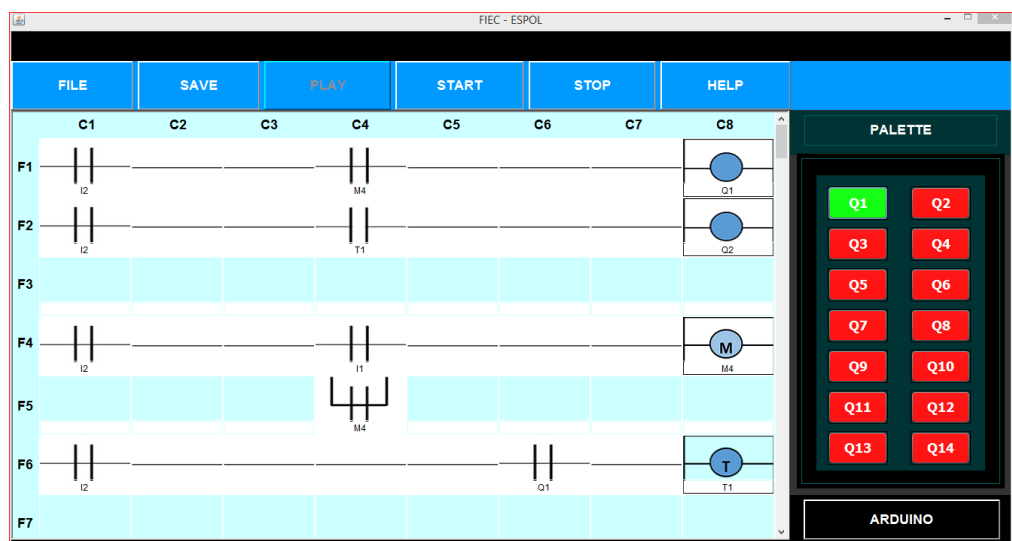 FIEC - ESPOL
FILE SAVE PLAY START STOP HELP
C1 C2 C3 C4 C5 C6 C7 C8
PALETTE
F1
I2 M4 Q1
F2
I2 T1 Q2
F3
F4
M
I2 I1 M4
F5
M4
F6
T
I2 Q1 T1
F7
Q1 Q2
Q3 Q4
Q5 Q6
Q7 Q8
Q9 Q10
Q11 Q12
Q13 Q14
ARDUINO